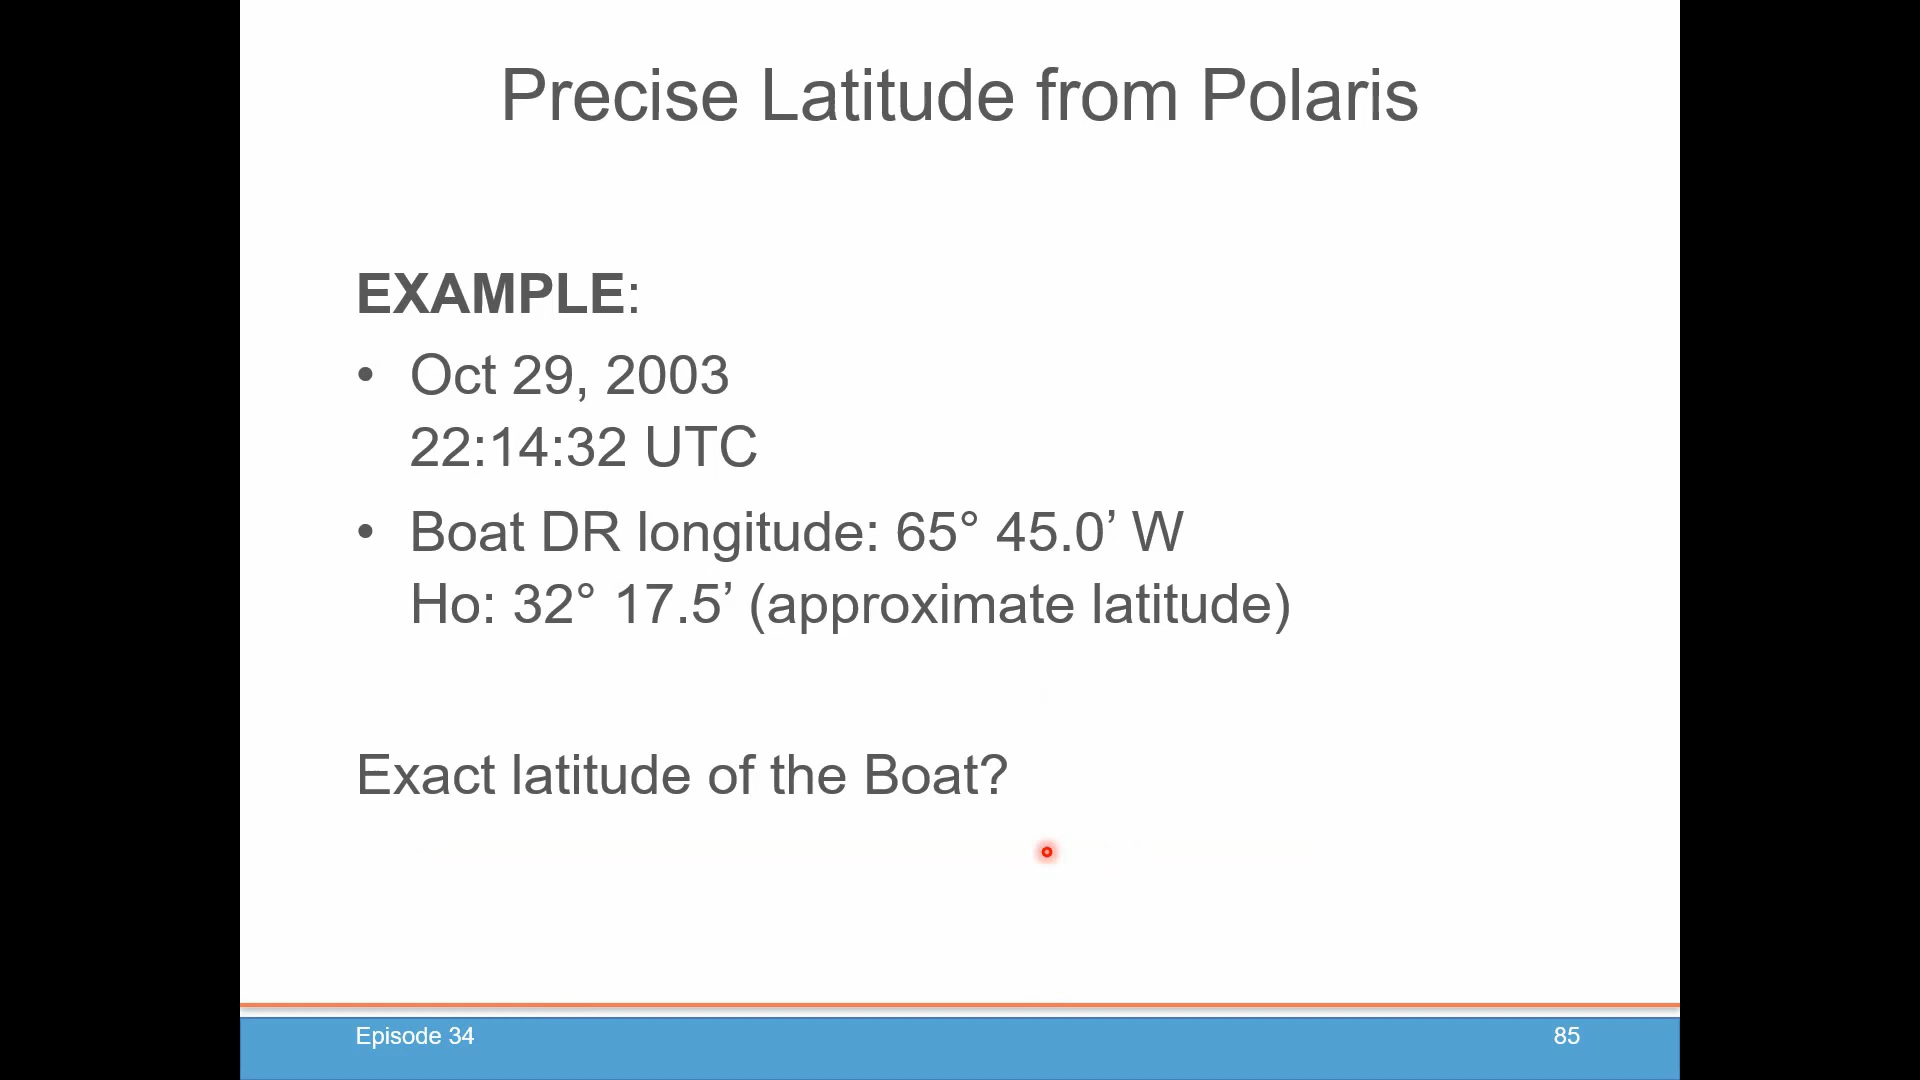 Precise Latitude from Polaris
EXAMPLE:
• Oct 29, 2003
22:14:32 UTC
• Boat DR longitude: 65° 45.0’ W
Ho: 32° 17.5’ (approximate latitude)
Exact latitude of the Boat?
Episode 34
85